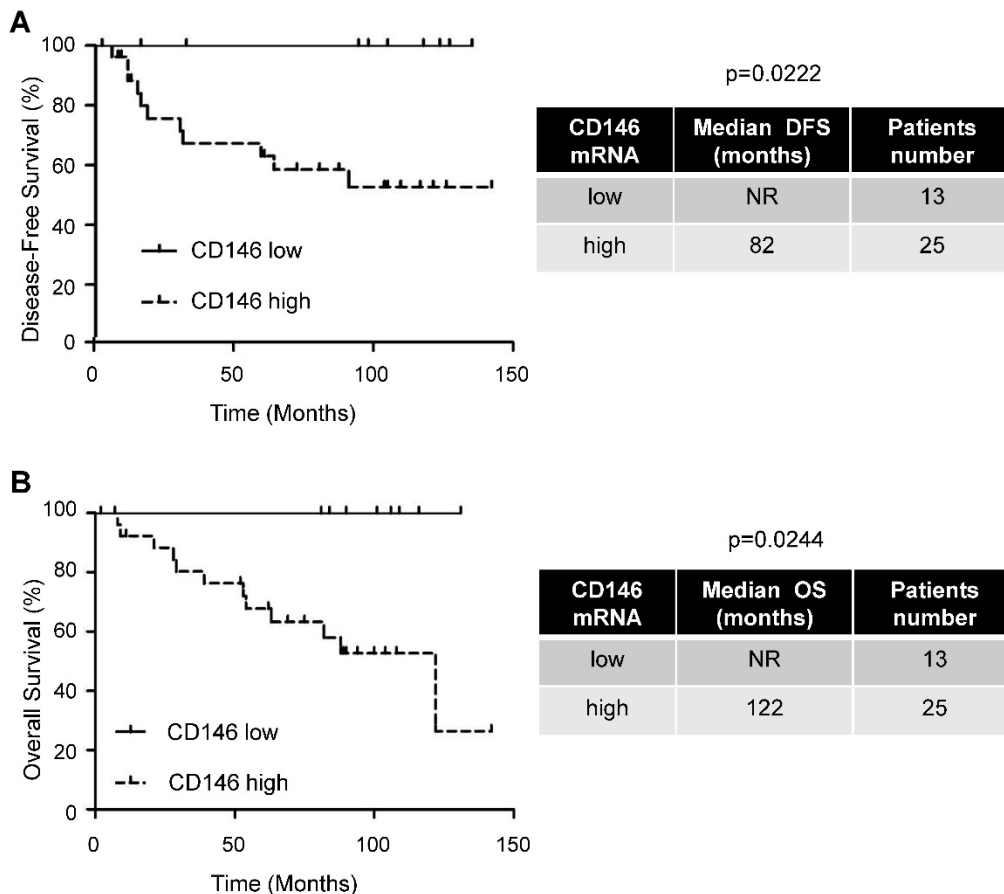 A
Disease-Free Survival (%)
100
80
60
40
20
0
CD146 low
CD146 high
0 50 100 150
Time (Months)
p=0.0222
CD146 mRNA Median DFS (months) Patients number
low NR 13
high 82 25
B
Overall Survival (%)
100
80
60
40
20
0
CD146 low
CD146 high
0 50 100 150
Time (Months)
p=0.0244
CD146 mRNA Median OS (months) Patients number
low NR 13
high 122 25